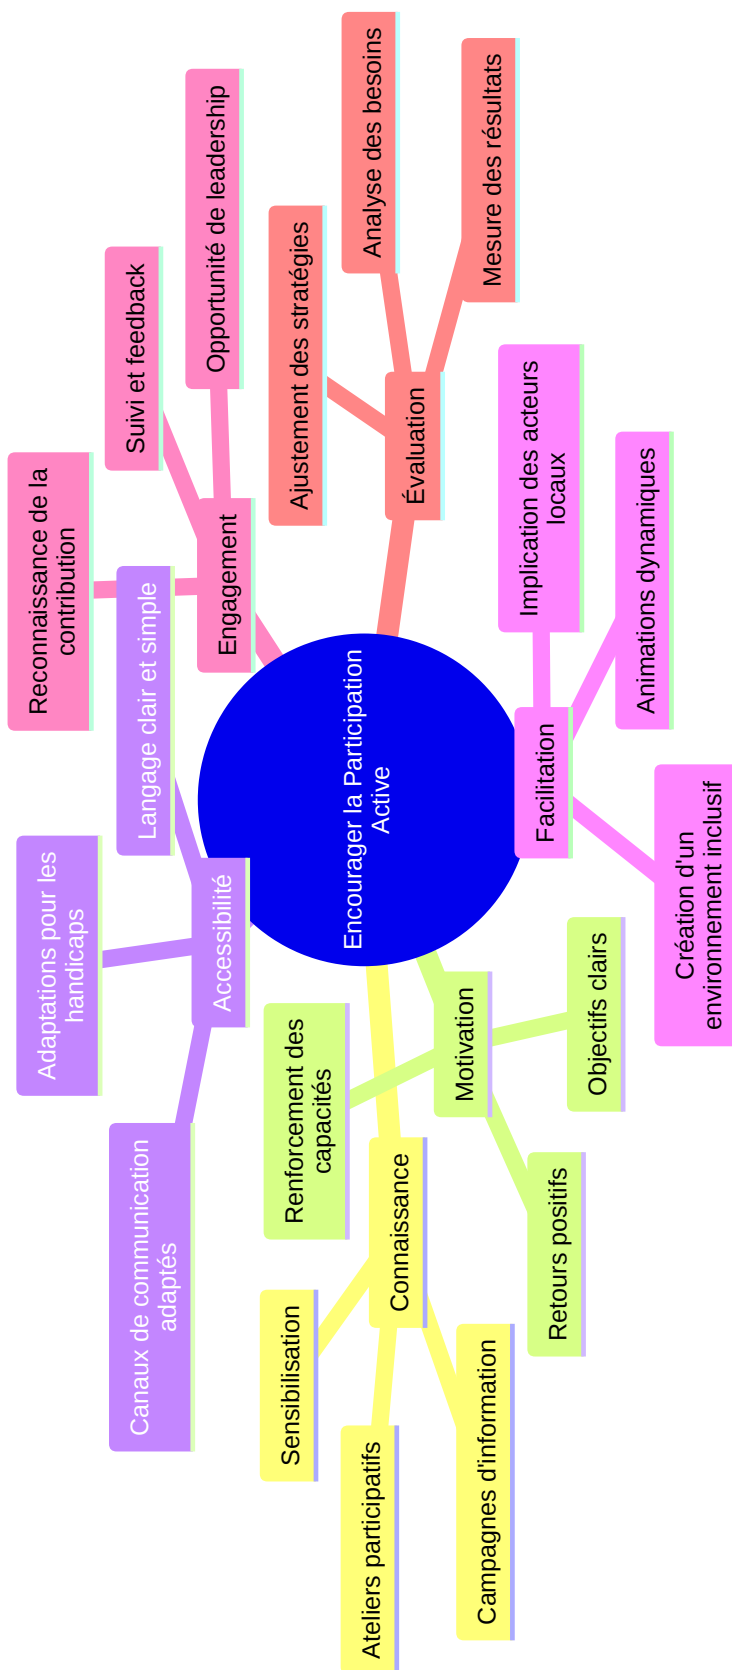 Encourager la Participation
Active
Connaissance
Sensibilisation
Ateliers participatifs
Campagnes d'information
Motivation
Renforcement des
capacités
Objectifs clairs
Retours positifs
Accessibilité
Canaux de communication
adaptés
Adaptations pour les
handicaps
Langage clair et simple
Engagement
Reconnaissance de la
contribution
Suivi et feedback
Opportunité de leadership
Évaluation
Ajustement des stratégies
Analyse des besoins
Mesure des résultats
Facilitation
Implication des acteurs
locaux
Animations dynamiques
Création d'un
environnement inclusif